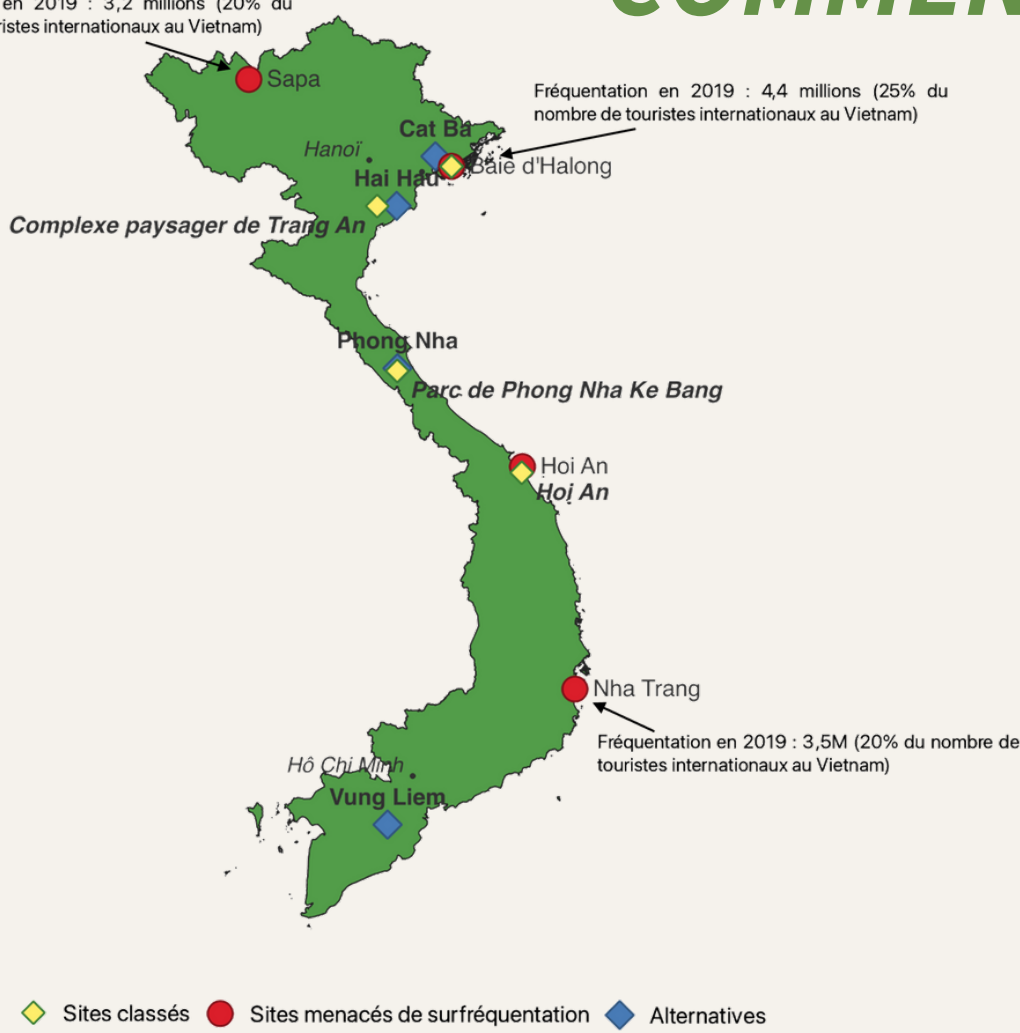 en 2019 : 3,2 millions (20% du
ristes internationaux au Vietnam)
COMMEN
Sapa
Fréquentation en 2019 : 4,4 millions (25% du
nombre de touristes internationaux au Vietnam)
Cat Ba
Hanoï
Baie d'Halong
Hai Hau
Complexe paysager de Trang An
Phong Nha
Parc de Phong Nha Ke Bang
Hoi An
Hoi An
Nha Trang
Fréquentation en 2019 : 3,5M (20% du nombre de
touristes internationaux au Vietnam)
Hô Chi Minh
Vung Liem
Sites classés
Sites menacés de surfréquentation
Alternatives